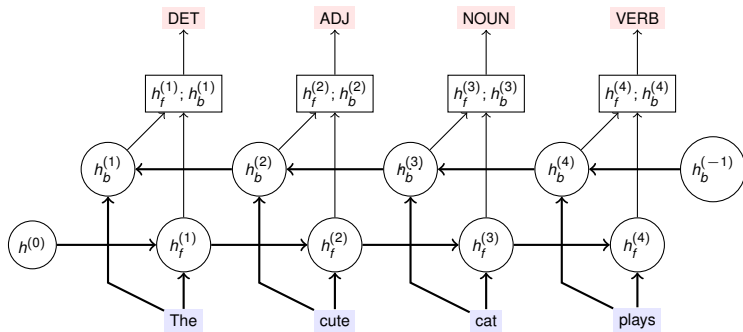 DET ADJ NOUN VERB
h_f^{(1)}; h_b^{(1)} h_f^{(2)}; h_b^{(2)} h_f^{(3)}; h_b^{(3)} h_f^{(4)}; h_b^{(4)}
h_b^{(1)} h_b^{(2)} h_b^{(3)} h_b^{(4)} h_b^{(-1)}
h^{(0)} h_f^{(1)} h_f^{(2)} h_f^{(3)} h_f^{(4)}
The cute cat plays